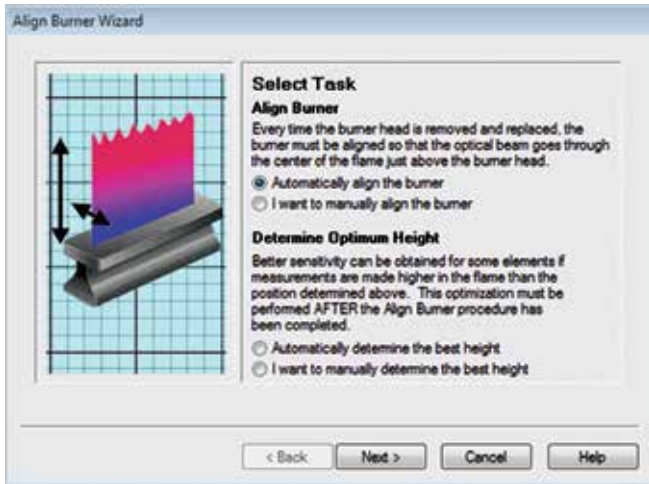 Align Burner Wizard
Select Task
Align Burner
Every time the burner head is removed and replaced, the
burner must be aligned so that the optical beam goes through
the center of the flame just above the burner head.
Automatically align the burner
I want to manually align the burner
Determine Optimum Height
Better sensitivity can be obtained for some elements if
measurements are made higher in the flame than the
position determined above. This optimization must be
performed AFTER the Align Burner procedure has
been completed.
Automatically determine the best height
I want to manually determine the best height
< Back
Next >
Cancel
Help